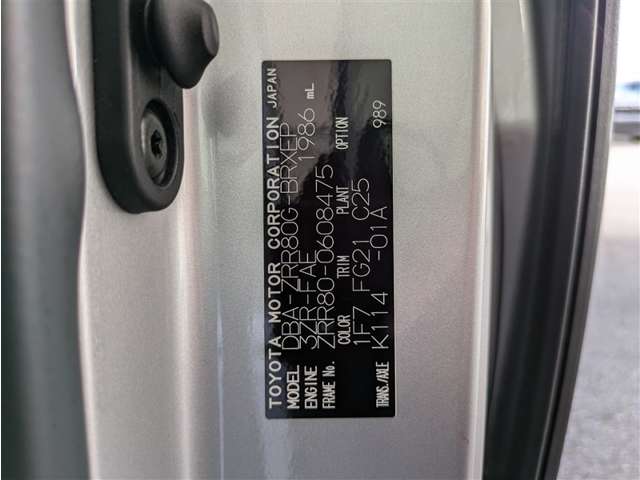 TOYOTA MOTOR CORPORATION JAPAN
MODEL DBA-ZRR80G-BRXEP
ENGINE 3ZR-FAE 1986 mL
FRAME No. ZRR80-0608475
COLOR TRIM PLANT OPTION
1F7 FG21 C25 989
TRANS./AXLE K114 -01A